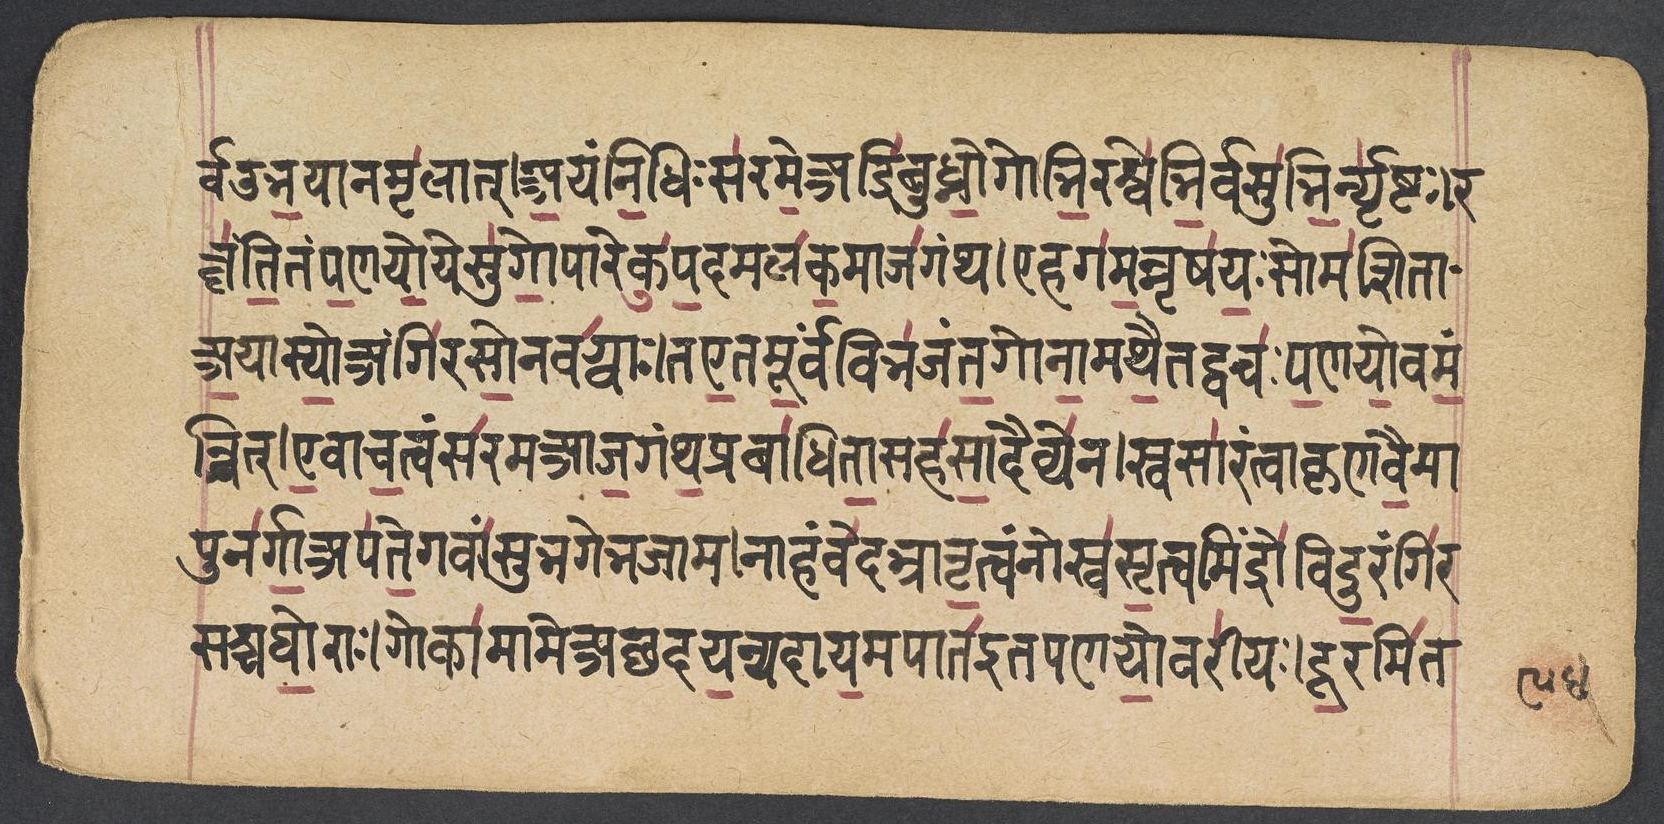 र्वउभयानमृळात्।अयंनिधिःसरमेअद्रिबुध्नोगोभिरश्वेभिर्वसुभिर्न्यृष्टः।र
क्षंतितंपणयोयेसुगोपारेकुपदमलकमाजगंथ।एहगमन्नृषयःसोमशिता-
अयास्योअंगिरसोनवग्वाः।तएतमूर्वंविभजंतगोनामथैतद्वचःपणयोवमं
न्नित्।एवाचत्वंसरमआजगंथप्रबाधितासहसादैव्येन।स्वसारंत्वाकृणवैमा
पुनर्गाअपतेगवांसुभगेभजाम।नाहंवेदभ्रातृत्वंनोस्वसृत्वमिंद्रोविदुरंगिर
सश्चघोराः।गोकामामेअच्छदयन्यदायमपातइतपणयोवरीयः।दूरमित